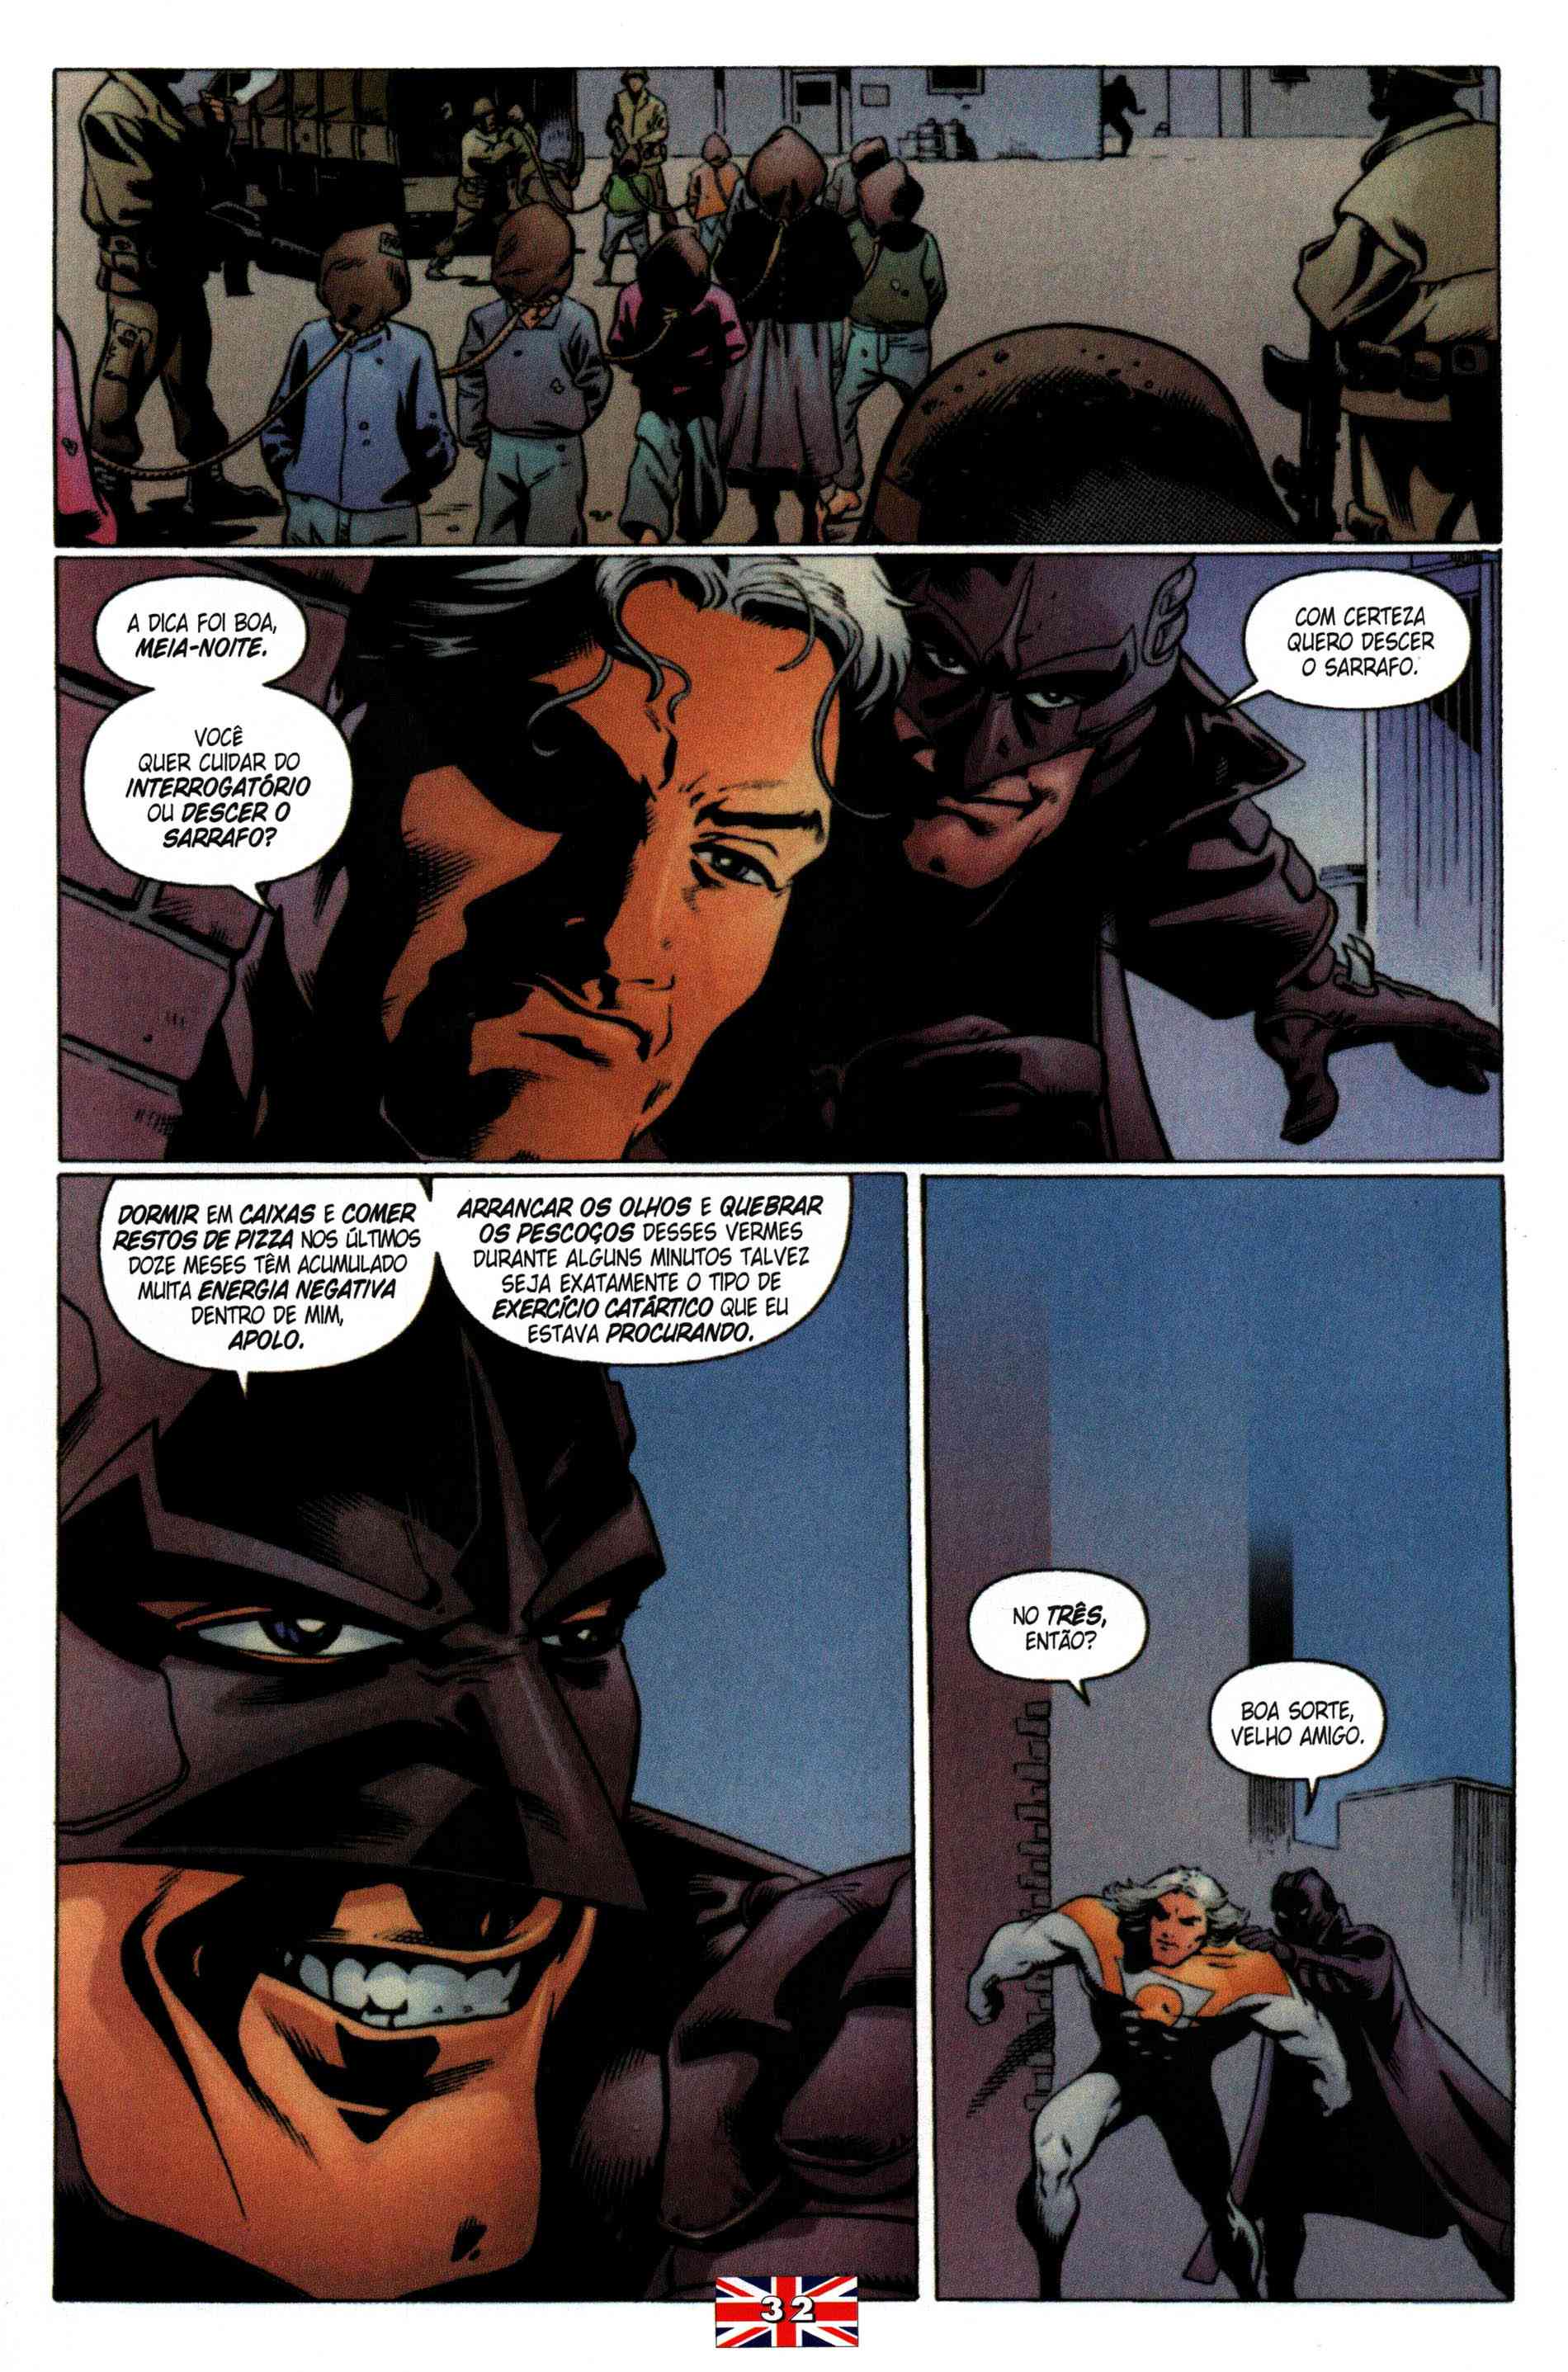 A DICA FOI BOA,
MEIA-NOITE.
VOCÊ
QUER CUIDAR DO
INTERROGATÓRIO
OU DESCER O
SARRAFO?
COM CERTEZA
QUERO DESCER
O SARRAFO.
DORMIR EM CAIXAS E COMER
RESTOS DE PIZZA NOS ÚLTIMOS
DOZE MESES TÊM ACUMULADO
MUITA ENERGIA NEGATIVA
DENTRO DE MIM,
APOLO.
ARRANCAR OS OLHOS E QUEBRAR
OS PESCOÇOS DESSES VERMES
DURANTE ALGUNS MINUTOS TALVEZ
SEJA EXATAMENTE O TIPO DE
EXERCÍCIO CATÁRTICO QUE EU
ESTAVA PROCURANDO.
NO TRÊS,
ENTÃO?
BOA SORTE,
VELHO AMIGO.
32